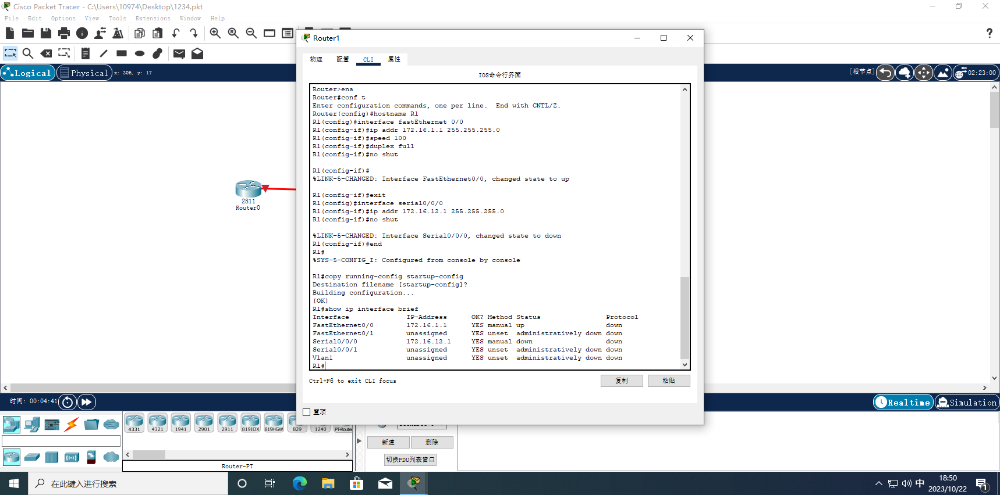 Cisco Packet Tracer - C:\Users\10974\Desktop\1234.pkt
File Edit Options View Tools Extensions Window Help
Logical Physical x: 306, y: 17
[根节点] 02:23:00
2811
Router0
Router1
物理 配置 CLI 属性
IOS命令行界面
Router>ena
Router#conf t
Enter configuration commands, one per line.  End with CNTL/Z.
Router(config)#hostname R1
R1(config)#interface fastEthernet 0/0
R1(config-if)#ip addr 172.16.1.1 255.255.255.0
R1(config-if)#speed 100
R1(config-if)#duplex full
R1(config-if)#no shut
R1(config-if)#
%LINK-5-CHANGED: Interface FastEthernet0/0, changed state to up
R1(config-if)#exit
R1(config)#interface serial0/0/0
R1(config-if)#ip addr 172.16.12.1 255.255.255.0
R1(config-if)#no shut
%LINK-5-CHANGED: Interface Serial0/0/0, changed state to down
R1(config-if)#end
R1#
%SYS-5-CONFIG_I: Configured from console by console
R1#copy running-config startup-config
Destination filename [startup-config]?
Building configuration...
[OK]
R1#show ip interface brief
Interface              IP-Address      OK? Method Status                Protocol
FastEthernet0/0        172.16.1.1      YES manual up                    down
FastEthernet0/1        unassigned      YES unset  administratively down down
Serial0/0/0            172.16.12.1     YES manual down                  down
Serial0/0/1            unassigned      YES unset  administratively down down
Vlan1                  unassigned      YES unset  administratively down down
R1#
Ctrl+F6 to exit CLI focus
复制 粘贴
置顶
时间: 00:04:41
Realtime Simulation
4331 4321 1941 2901 2911 819IOX 819HGW 829 1240 PT-Router
Router-PT
新建 删除
切换PDU列表窗口
在此键入进行搜索
中
18:50
2023/10/22
1